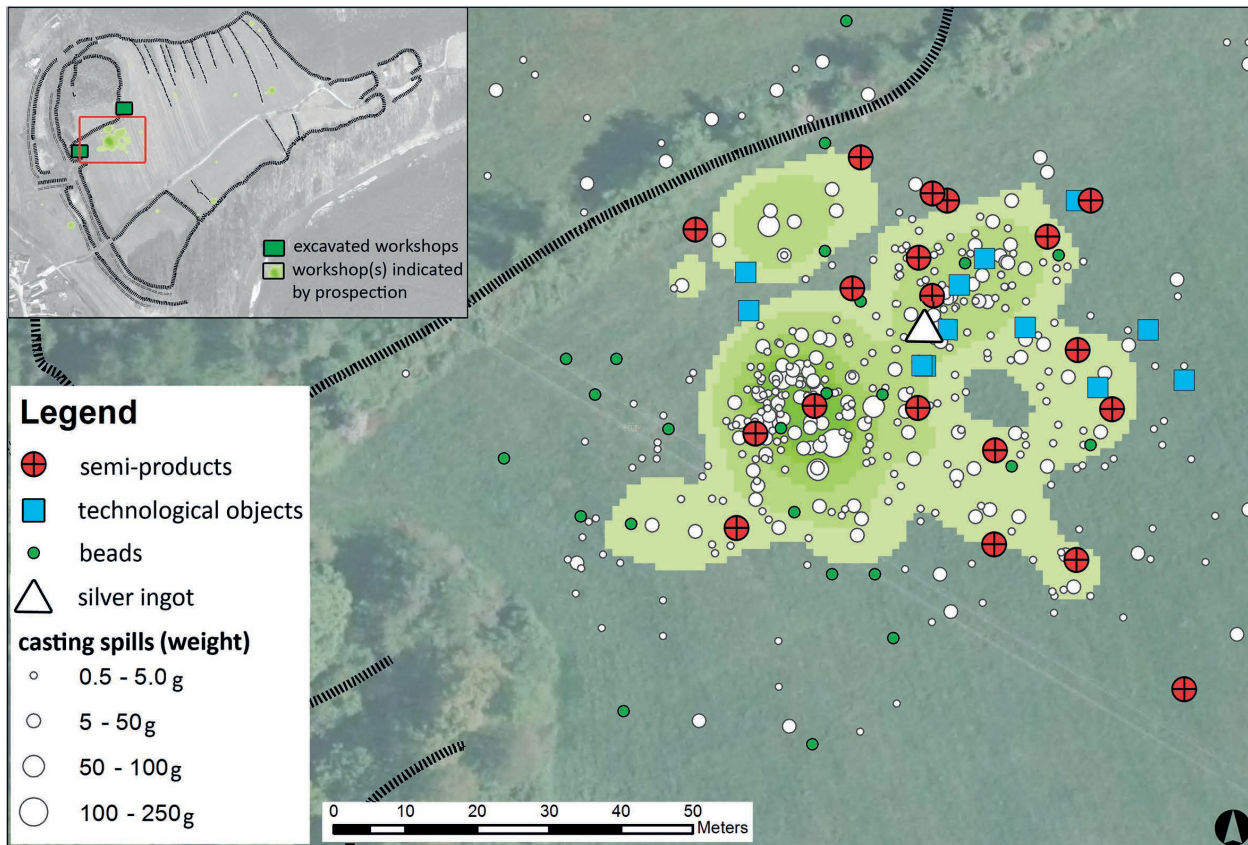 excavated workshops
workshop(s) indicated
by prospection
Legend
semi-products
technological objects
beads
silver ingot
casting spills (weight)
0.5 - 5.0 g
5 - 50 g
50 - 100 g
100 - 250 g
0 10 20 30 40 50
Meters